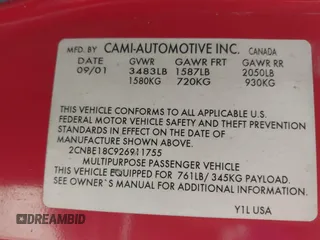 MFD. BY CAMI-AUTOMOTIVE INC. CANADA
DATE GVWR GAWR FRT GAWR RR
09/01 3483LB 1587LB 2050LB
1580KG 720KG 930KG
THIS VEHICLE CONFORMS TO ALL APPLICABLE U.S.
FEDERAL MOTOR VEHICLE SAFETY AND THEFT
PREVENTION STANDARDS IN EFFECT ON THE DATE
OF MANUFACTURE SHOWN ABOVE.
2CNBE18C926911755
MULTIPURPOSE PASSENGER VEHICLE
THIS VEHICLE EQUIPPED FOR 761LB/ 345KG PAYLOAD.
SEE OWNER`S MANUAL FOR ADDITIONAL INFORMATION.
Y1L USA
DREAMBID